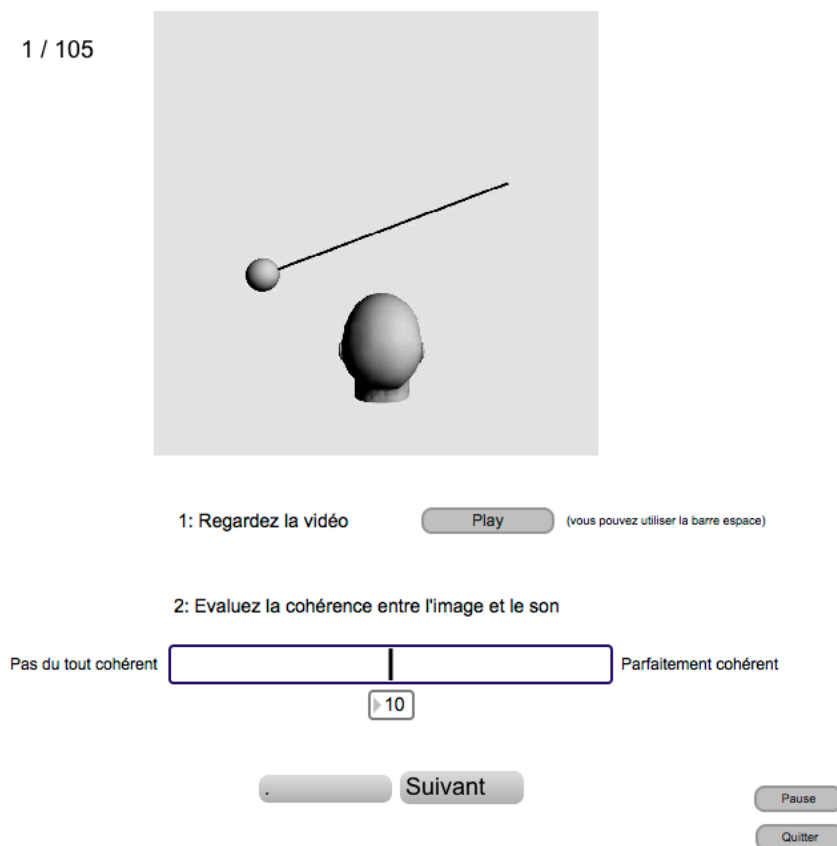 1 / 105
1: Regardez la vidéo
Play
(vous pouvez utiliser la barre espace)
2: Evaluez la cohérence entre l'image et le son
Pas du tout cohérent
Parfaitement cohérent
10
.
Suivant
Pause
Quitter